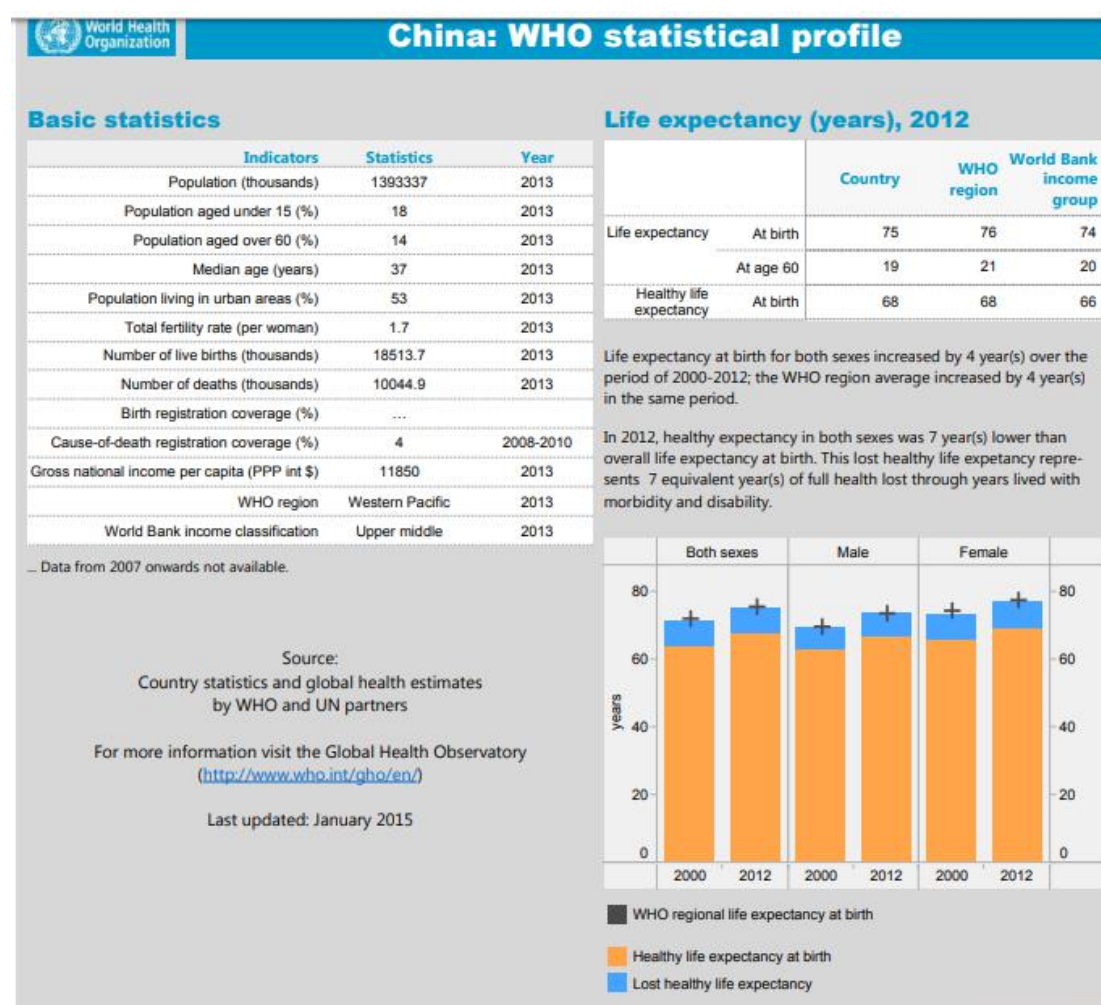 World Health
Organization
China: WHO statistical profile
Basic statistics
Indicators Statistics Year
Population (thousands) 1393337 2013
Population aged under 15 (%) 18 2013
Population aged over 60 (%) 14 2013
Median age (years) 37 2013
Population living in urban areas (%) 53 2013
Total fertility rate (per woman) 1.7 2013
Number of live births (thousands) 18513.7 2013
Number of deaths (thousands) 10044.9 2013
Birth registration coverage (%) ...
Cause-of-death registration coverage (%) 4 2008-2010
Gross national income per capita (PPP int $) 11850 2013
WHO region Western Pacific 2013
World Bank income classification Upper middle 2013
... Data from 2007 onwards not available.
Source:
Country statistics and global health estimates
by WHO and UN partners
For more information visit the Global Health Observatory
(http://www.who.int/gho/en/)
Last updated: January 2015
Life expectancy (years), 2012
Country WHO region World Bank income group
Life expectancy At birth 75 76 74
At age 60 19 21 20
Healthy life expectancy At birth 68 68 66
Life expectancy at birth for both sexes increased by 4 year(s) over the
period of 2000-2012; the WHO region average increased by 4 year(s)
in the same period.
In 2012, healthy expectancy in both sexes was 7 year(s) lower than
overall life expectancy at birth. This lost healthy life expetancy repre-
sents 7 equivalent year(s) of full health lost through years lived with
morbidity and disability.
Both sexes Male Female
80 80
60 60
years
40 40
20 20
0 0
2000 2012 2000 2012 2000 2012
WHO regional life expectancy at birth
Healthy life expectancy at birth
Lost healthy life expectancy